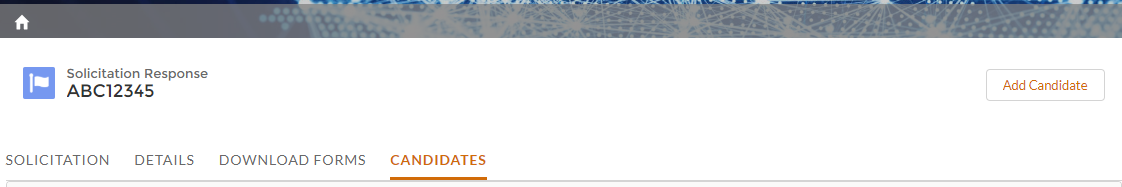 Solicitation Response
ABC12345
Add Candidate
SOLICITATION DETAILS DOWNLOAD FORMS CANDIDATES